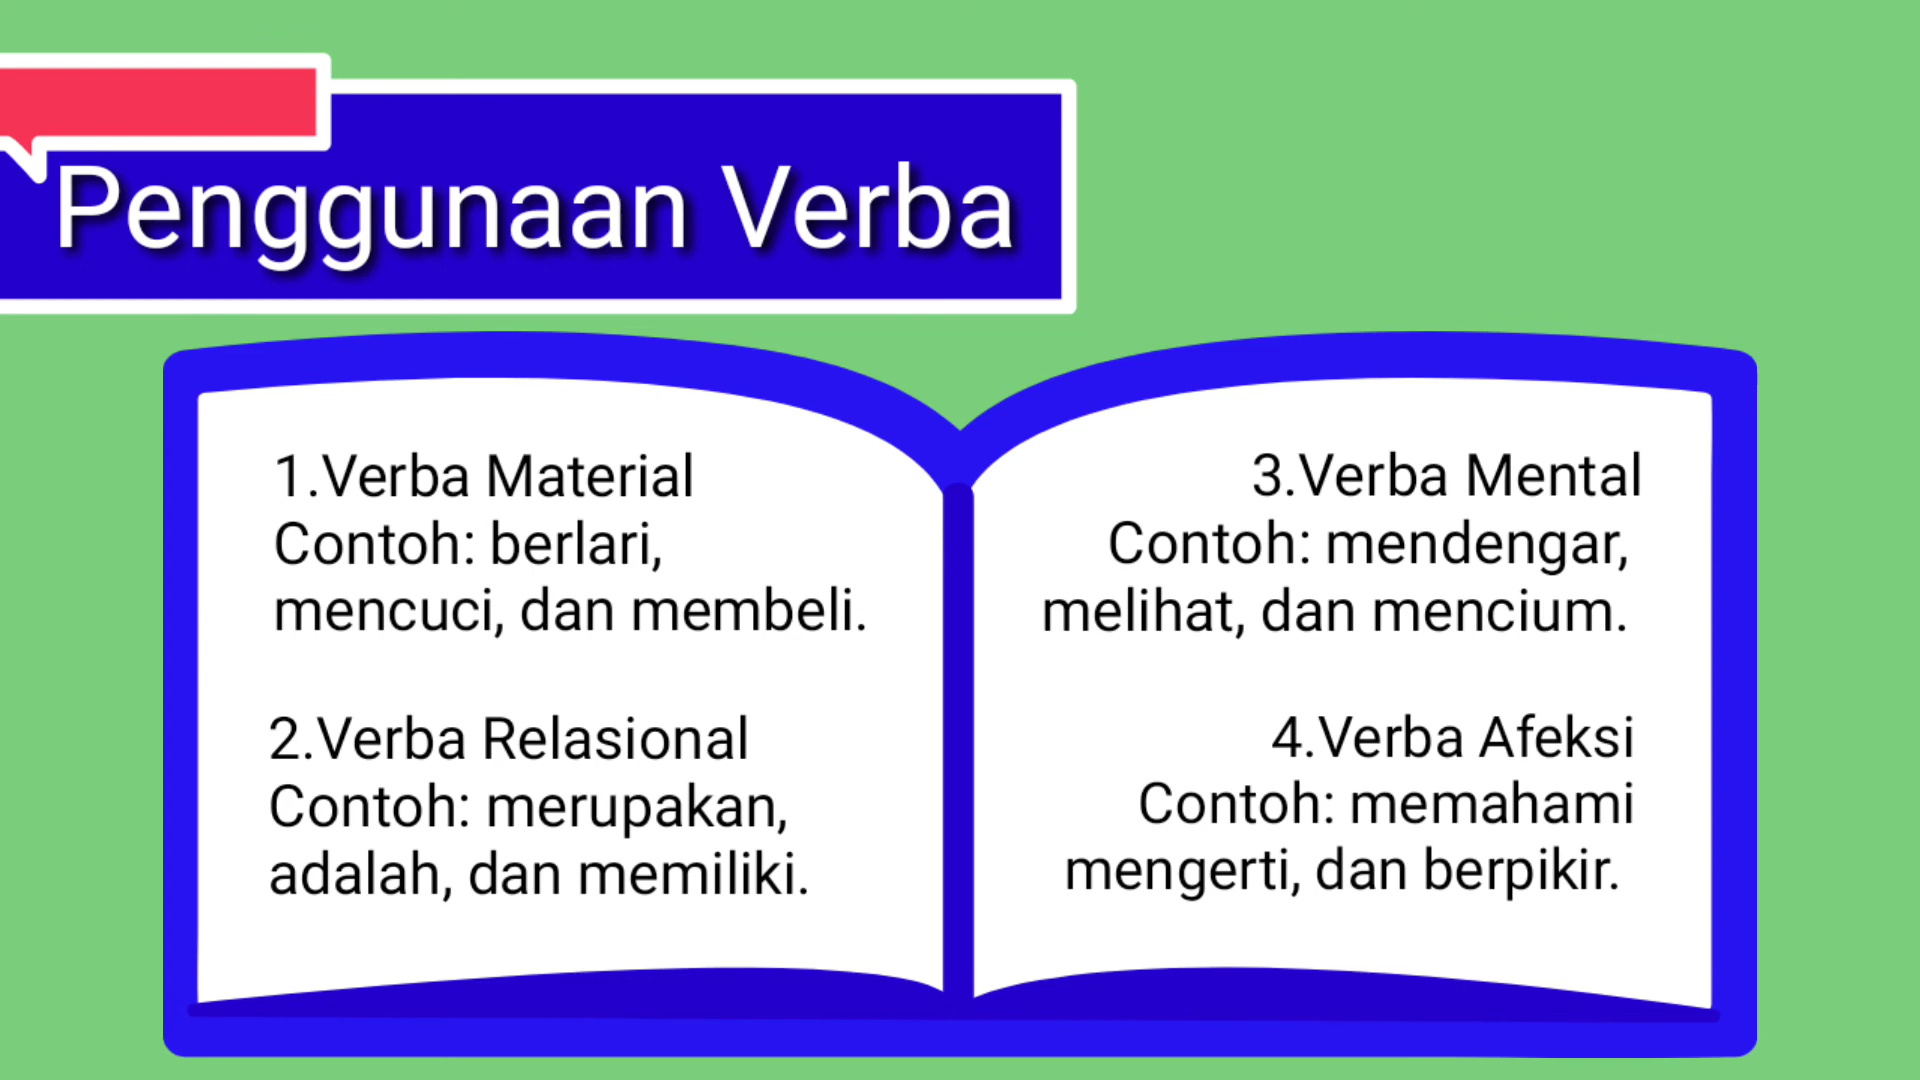 Penggunaan Verba
1.Verba Material
Contoh: berlari,
mencuci, dan membeli.
2.Verba Relasional
Contoh: merupakan,
adalah, dan memiliki.
3.Verba Mental
Contoh: mendengar,
melihat, dan mencium.
4.Verba Afeksi
Contoh: memahami
mengerti, dan berpikir.